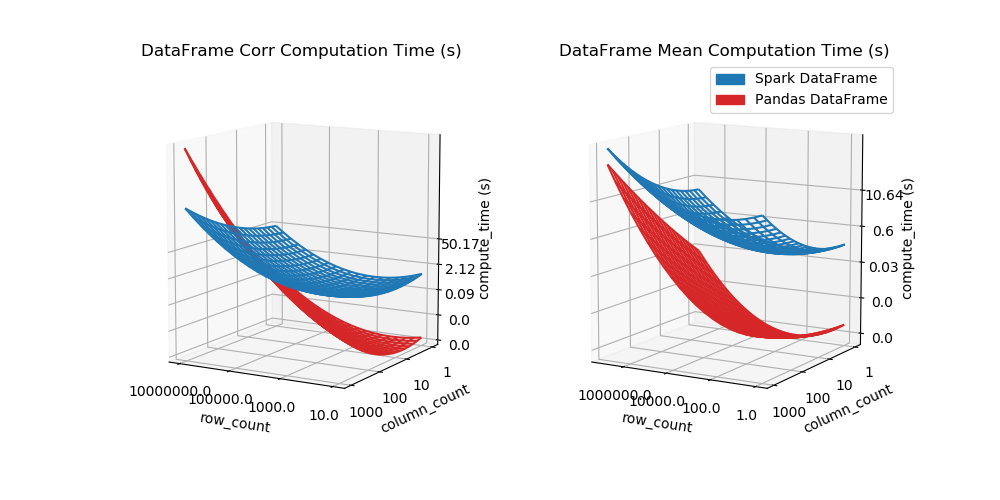 DataFrame Corr Computation Time (s)
50.17
2.12
0.09
0.0
0.0
compute_time (s)
1
10
100
1000
column_count
10000000.0
100000.0
1000.0
10.0
row_count
DataFrame Mean Computation Time (s)
Spark DataFrame
Pandas DataFrame
10.64
0.6
0.03
0.0
0.0
compute_time (s)
1
10
100
1000
column_count
1000000.0
10000.0
100.0
1.0
row_count